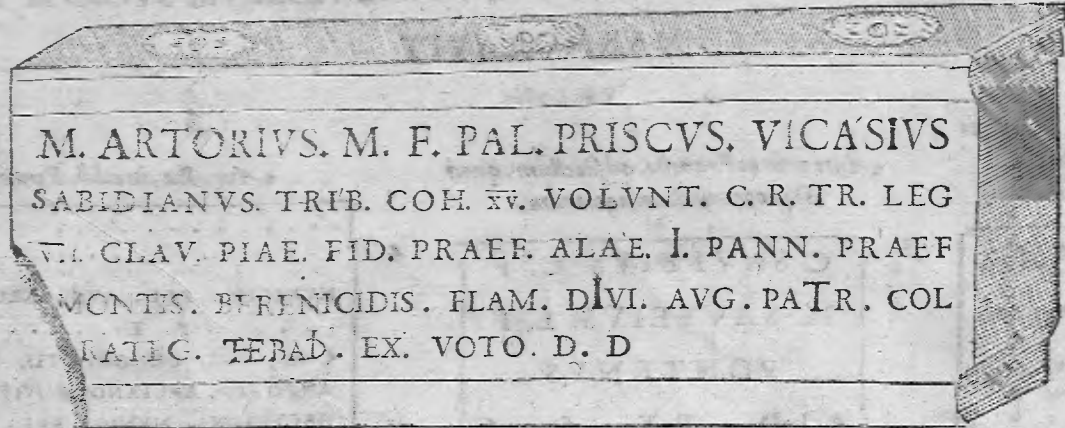 M. ARTORIVS. M. F. PAL. PRISCVS. VICASIVS
SABIDIANVS. TRIB. COH. XV. VOLVNT. C. R. TR. LEG
CLAV. PIAE. FID. PRAEF. ALAE. I. PANN. PRAEF
MONTIS. BERENICIDIS. FLAM. DIVI. AVG. PATR. COL
EX. VOTO. D. D